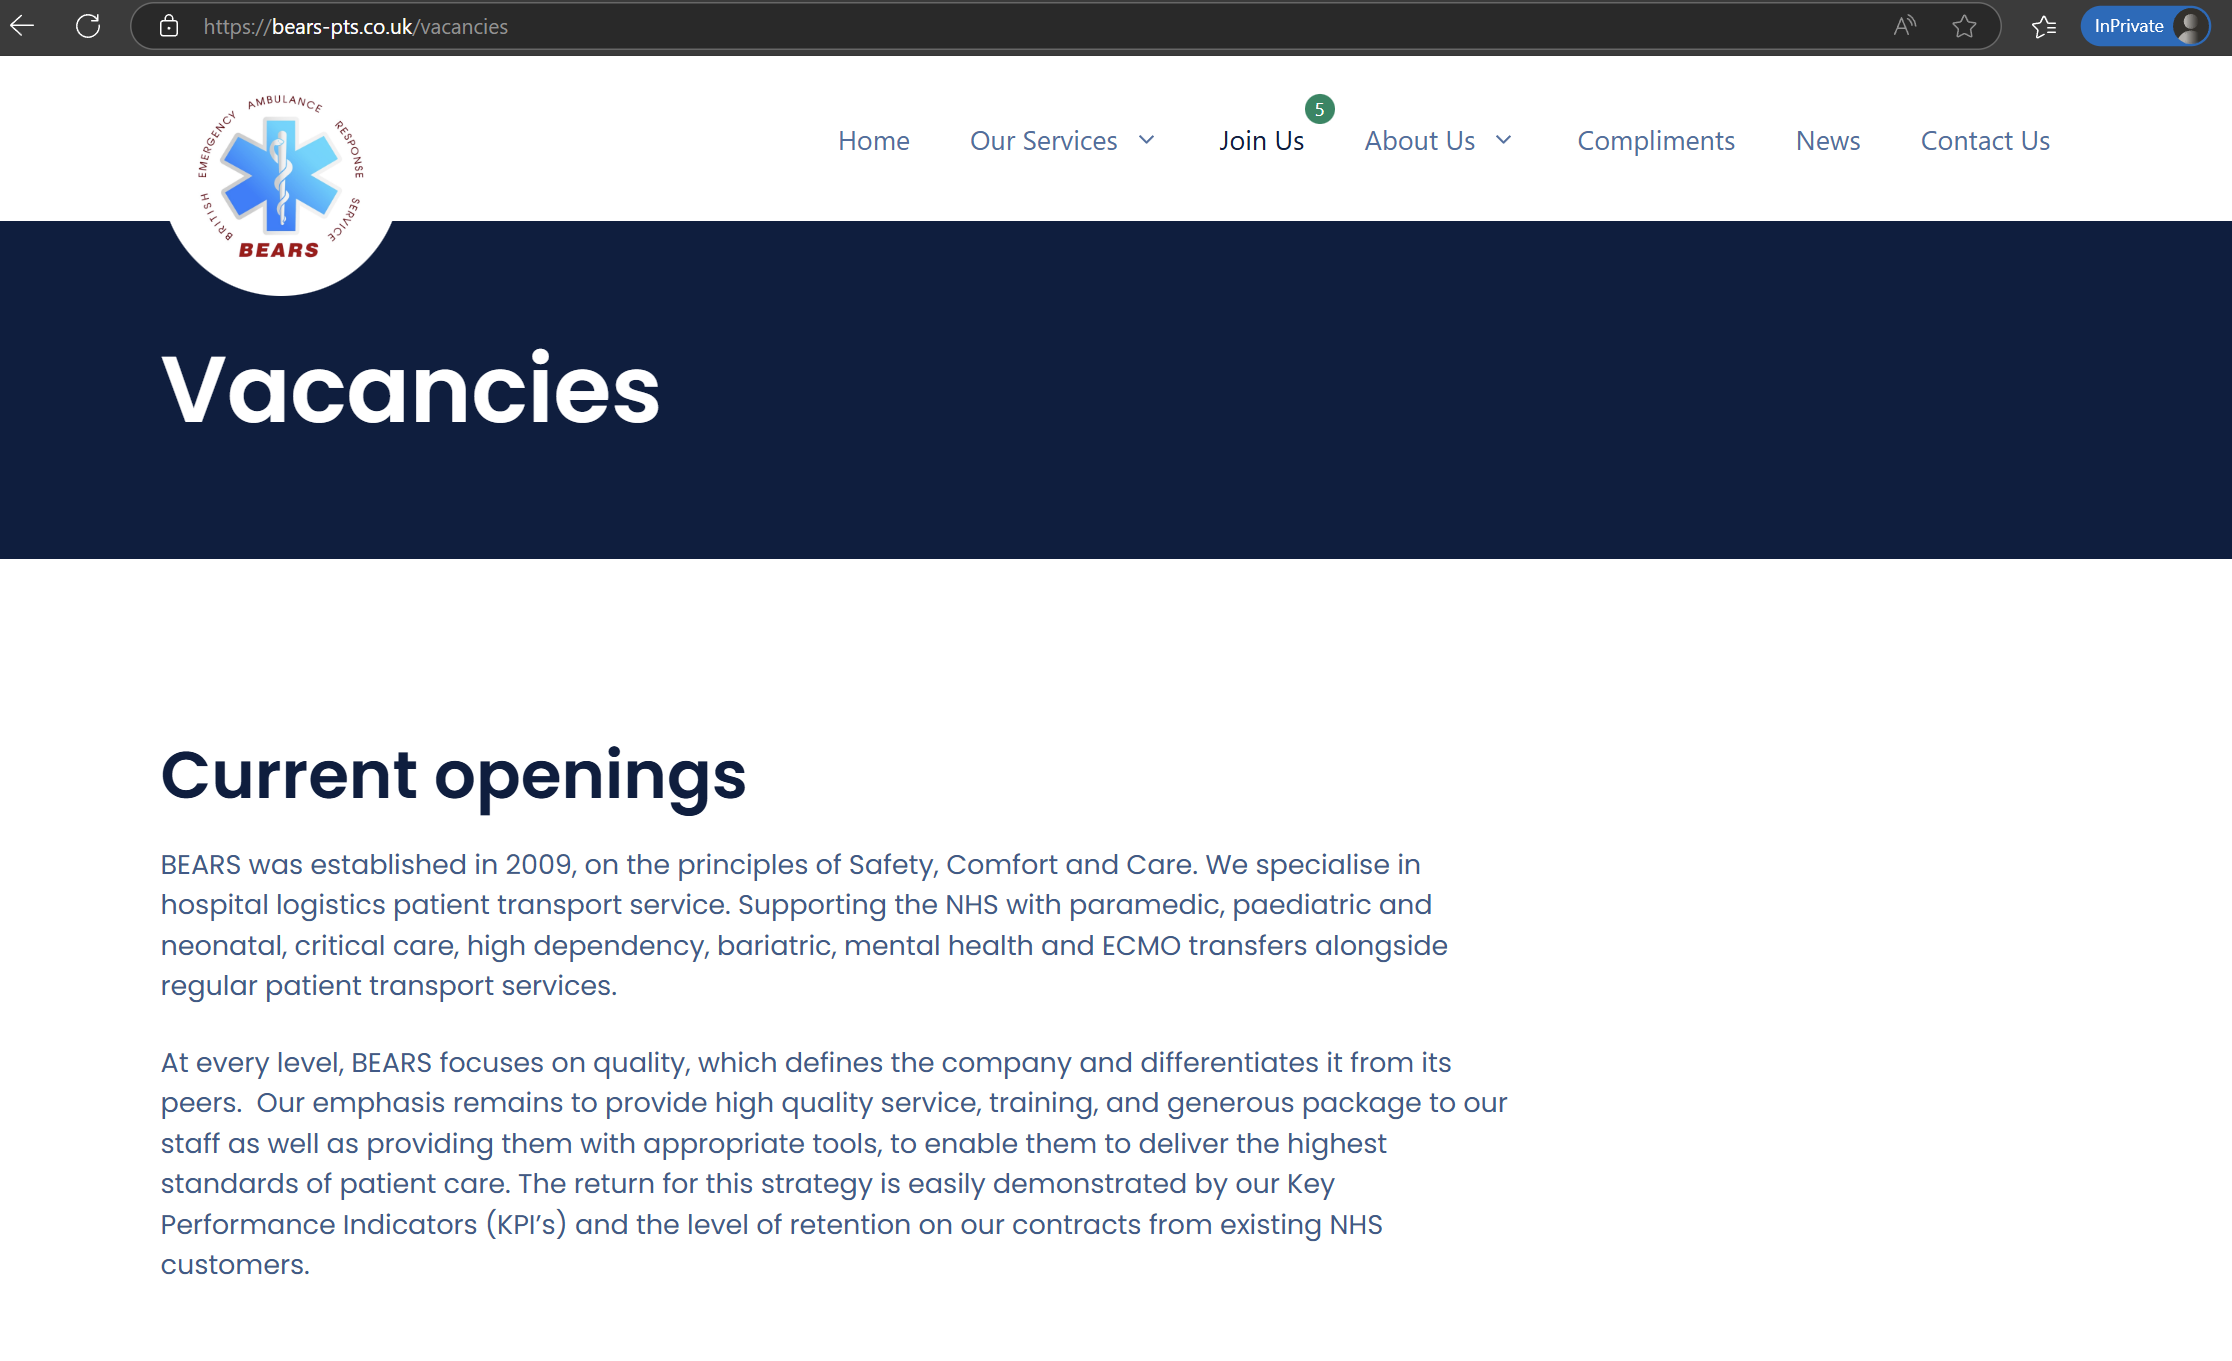 https://bears-pts.co.uk/vacancies
InPrivate
BRITISH EMERGENCY AMBULANCE RESPONSE SERVICE
BEARS
Home
Our Services
Join Us
5
About Us
Compliments
News
Contact Us
Vacancies
Current openings
BEARS was established in 2009, on the principles of Safety, Comfort and Care. We specialise in
hospital logistics patient transport service. Supporting the NHS with paramedic, paediatric and
neonatal, critical care, high dependency, bariatric, mental health and ECMO transfers alongside
regular patient transport services.
At every level, BEARS focuses on quality, which defines the company and differentiates it from its
peers.  Our emphasis remains to provide high quality service, training, and generous package to our
staff as well as providing them with appropriate tools, to enable them to deliver the highest
standards of patient care. The return for this strategy is easily demonstrated by our Key
Performance Indicators (KPI’s) and the level of retention on our contracts from existing NHS
customers.